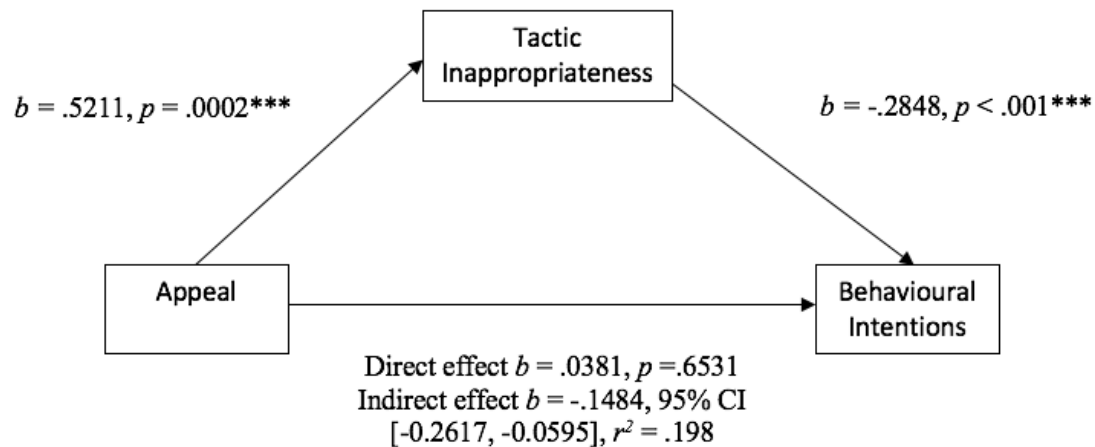 Tactic
Inappropriateness
b = .5211, p = .0002***
b = -.2848, p < .001***
Appeal
Behavioural
Intentions
Direct effect b = .0381, p =.6531
Indirect effect b = -.1484, 95% CI
[-0.2617, -0.0595], r² = .198